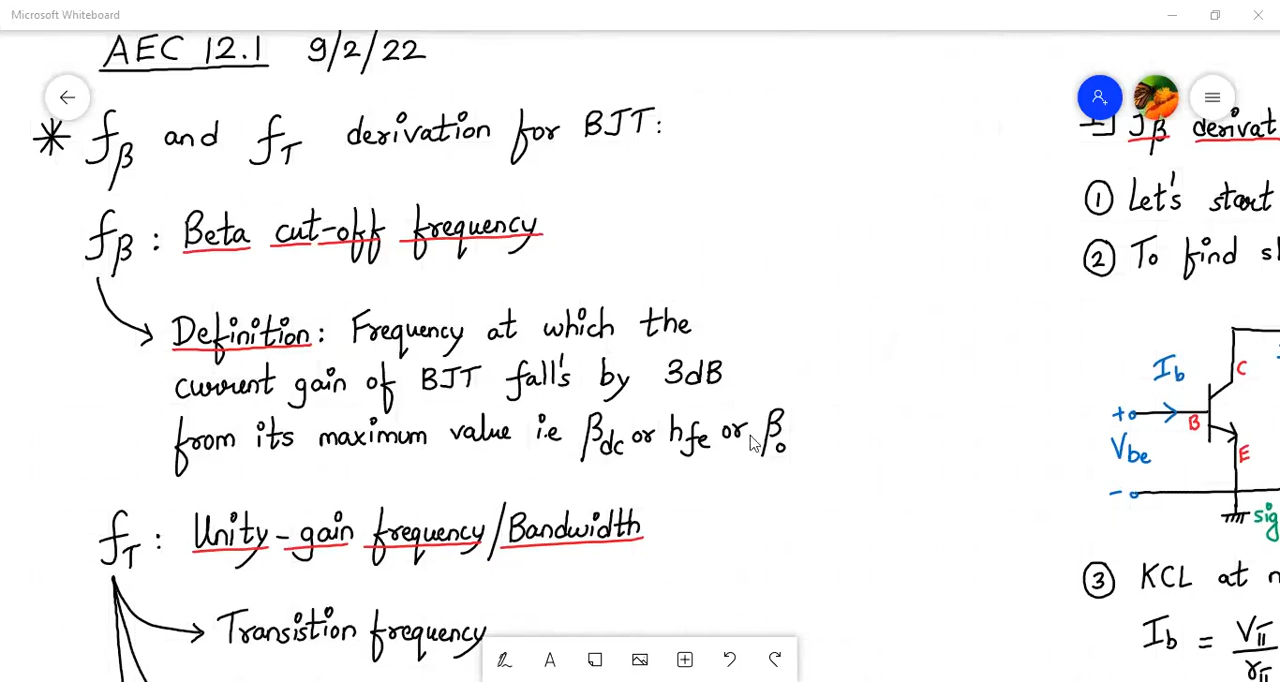 Microsoft Whiteboard
AEC 12.1 9/2/22
* fβ and fT derivation for BJT:
fβ : Beta cut-off frequency
Definition: Frequency at which the
current gain of BJT fall's by 3dB
from its maximum value i.e βdc or hfe or β0
fT : Unity-gain frequency/Bandwidth
Transistion frequency
fβ derivat
① Let's start
② To find s
Ib
C
+
B
Vbe
E
-
sig
③ KCL at
Ib = Vπ
rπ